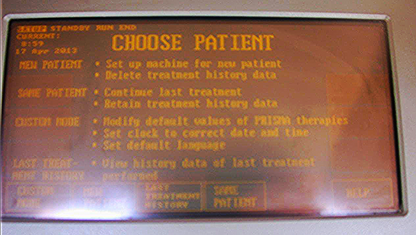 SETUP STANDBY RUN END
CURRENT:
8:59
17 Apr 2013
CHOOSE PATIENT
NEW PATIENT • Set up machine for new patient
• Delete treatment history data
SAME PATIENT • Continue last treatment
• Retain treatment history data
CUSTOM MODE • Modify default values of PRISMA therapies
• Set clock to correct date and time
• Set default language
LAST TREAT- • View history data of last treatment
MENT HISTORY performed
CUSTOM NEW LAST SAME HELP
MODE TREATMENT PATIENT
HISTORY